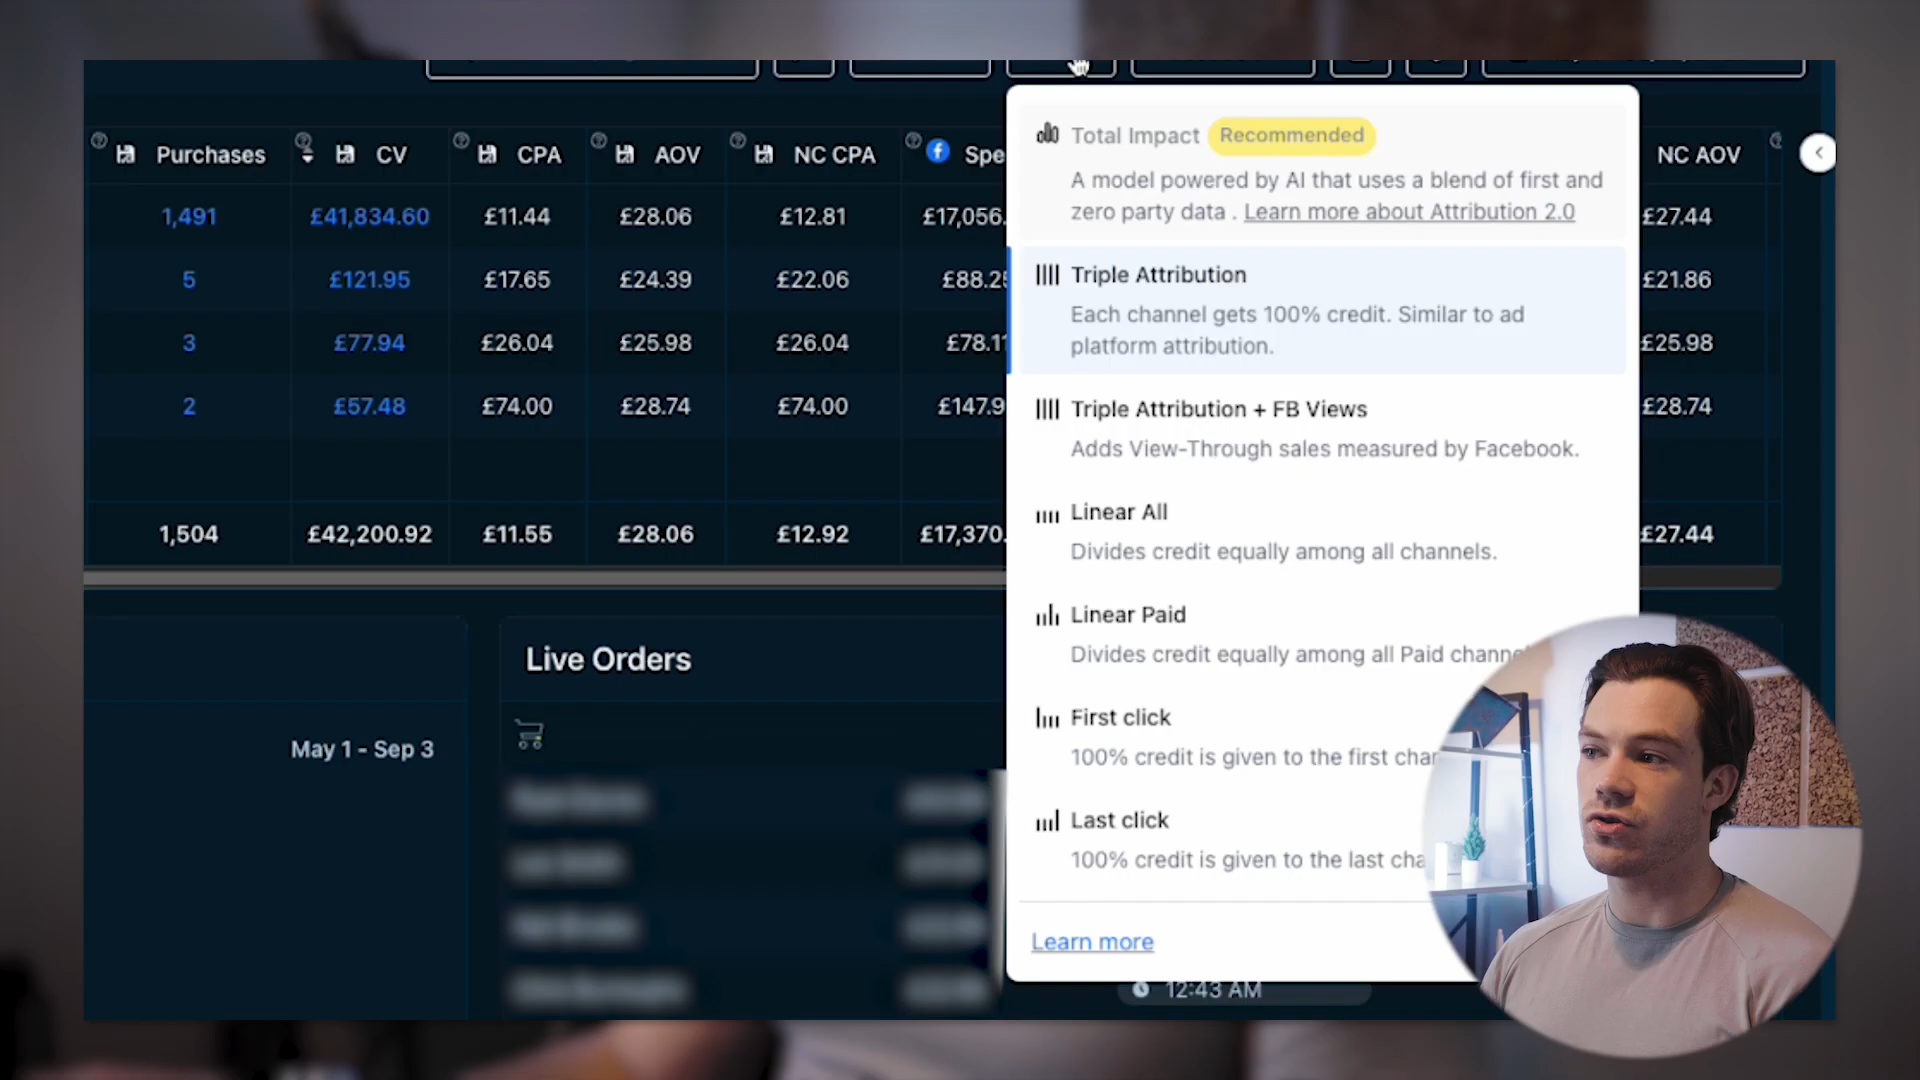 Purchases CV CPA AOV NC CPA Spe NC AOV
1,491 £41,834.60 £11.44 £28.06 £12.81 £17,056. £27.44
5 £121.95 £17.65 £24.39 £22.06 £88.25 £21.86
3 £77.94 £26.04 £25.98 £26.04 £78.11 £25.98
2 £57.48 £74.00 £28.74 £74.00 £147.9 £28.74
1,504 £42,200.92 £11.55 £28.06 £12.92 £17,370. £27.44
Total Impact Recommended
A model powered by AI that uses a blend of first and
zero party data . Learn more about Attribution 2.0
Triple Attribution
Each channel gets 100% credit. Similar to ad
platform attribution.
Triple Attribution + FB Views
Adds View-Through sales measured by Facebook.
Linear All
Divides credit equally among all channels.
Linear Paid
Divides credit equally among all Paid channe
First click
100% credit is given to the first char
Last click
100% credit is given to the last cha
Learn more
12:43 AM
Live Orders
May 1 - Sep 3